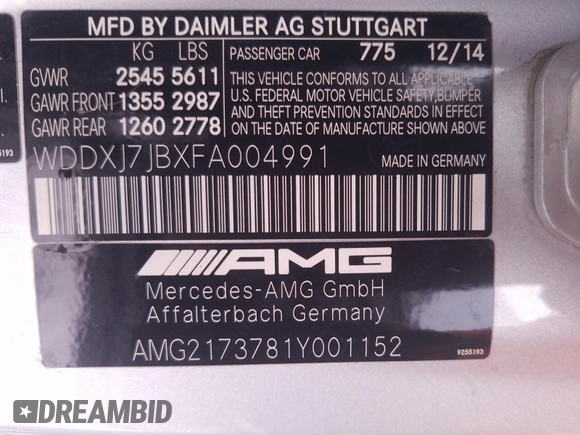 MFD BY DAIMLER AG STUTTGART
KG LBS
GVWR 2545 5611
GAWR FRONT 1355 2987
GAWR REAR 1260 2778
PASSENGER CAR 775 12/14
THIS VEHICLE CONFORMS TO ALL APPLICABLE
U.S. FEDERAL MOTOR VEHICLE SAFETY, BUMPER
AND THEFT PREVENTION STANDARDS IN EFFECT
ON THE DATE OF MANUFACTURE SHOWN ABOVE.
WDDXJ7JBXFA004991
MADE IN GERMANY
AMG
Mercedes-AMG GmbH
Affalterbach Germany
AMG2173781Y001152
9255193
DREAMBID